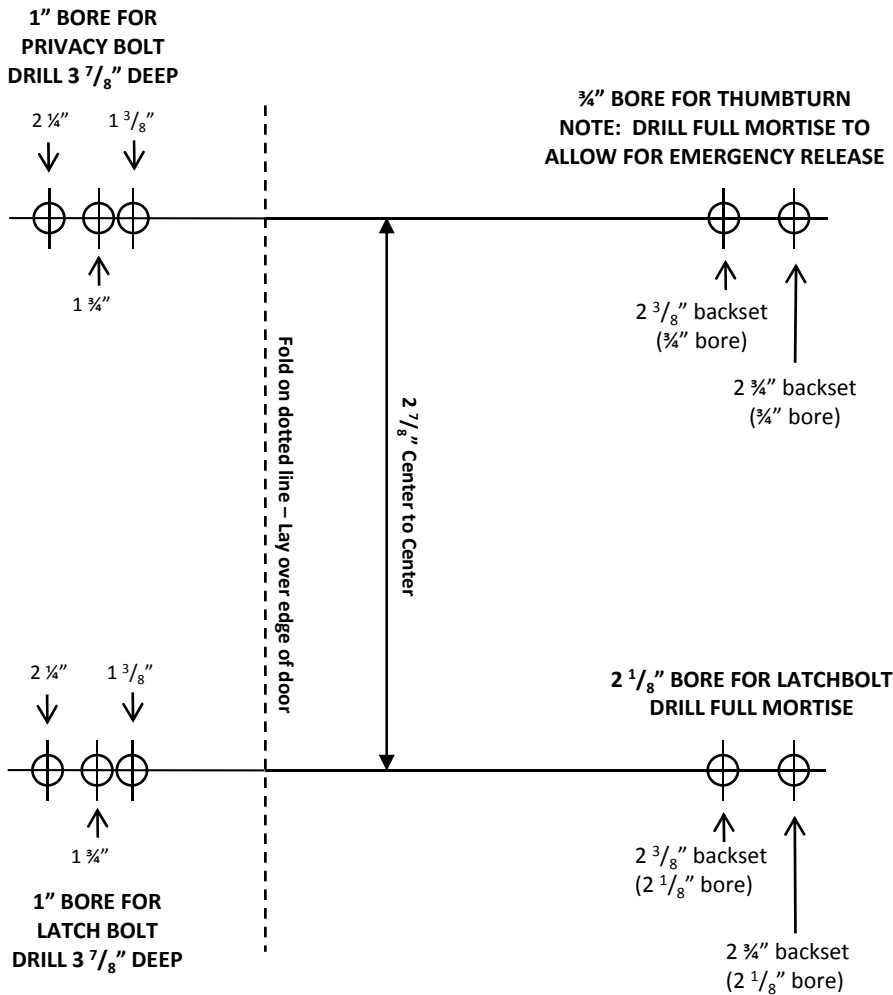 1” BORE FOR
PRIVACY BOLT
DRILL 3 7/8” DEEP
2 ¼”
1 3/8”
1 ¾”
¾” BORE FOR THUMBTURN
NOTE:  DRILL FULL MORTISE TO
ALLOW FOR EMERGENCY RELEASE
2 3/8” backset
(¾” bore)
2 ¾” backset
(¾” bore)
Fold on dotted line – Lay over edge of door
2 7/8” Center to Center
2 ¼”
1 3/8”
1 ¾”
1” BORE FOR
LATCH BOLT
DRILL 3 7/8” DEEP
2 1/8” BORE FOR LATCHBOLT
DRILL FULL MORTISE
2 3/8” backset
(2 1/8” bore)
2 ¾” backset
(2 1/8” bore)